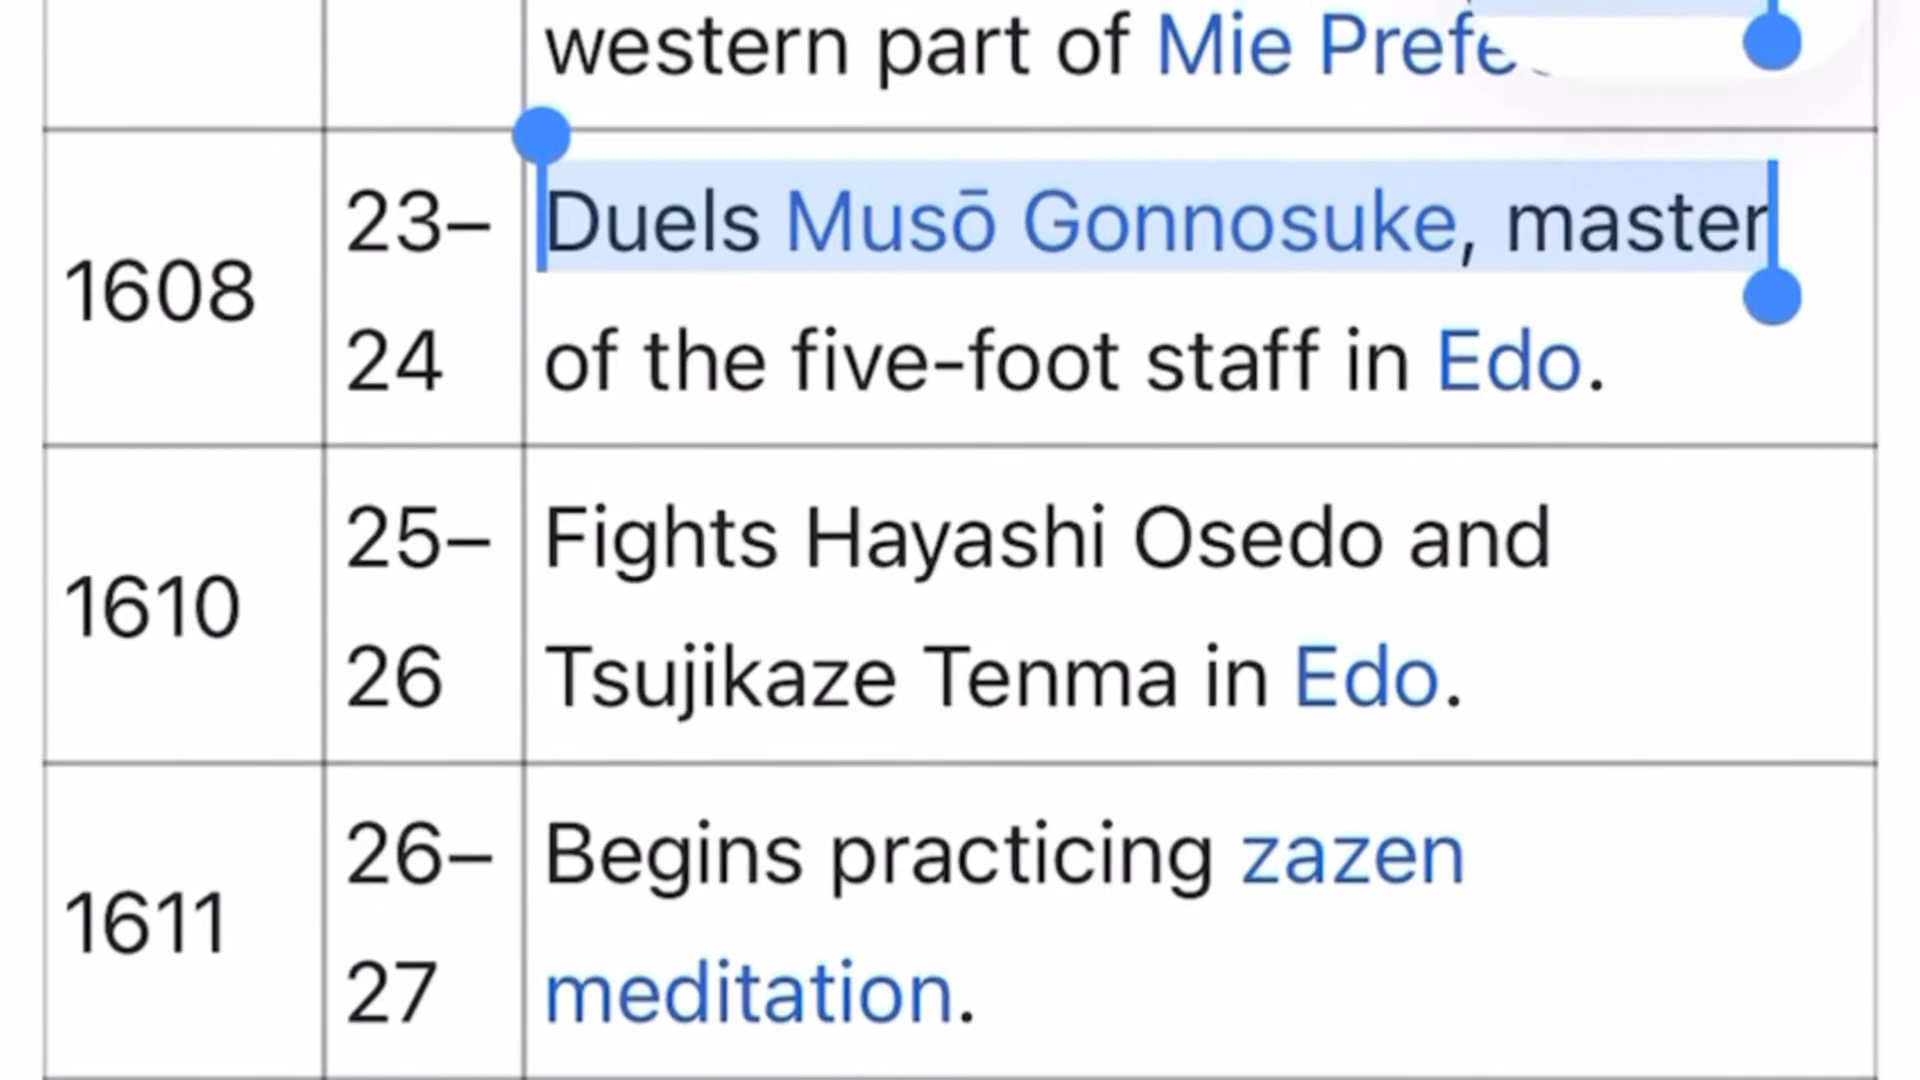 western part of Mie Prefe
1608
23–
24
Duels Musō Gonnosuke, master
of the five-foot staff in Edo.
1610
25–
26
Fights Hayashi Osedo and
Tsujikaze Tenma in Edo.
1611
26–
27
Begins practicing zazen
meditation.